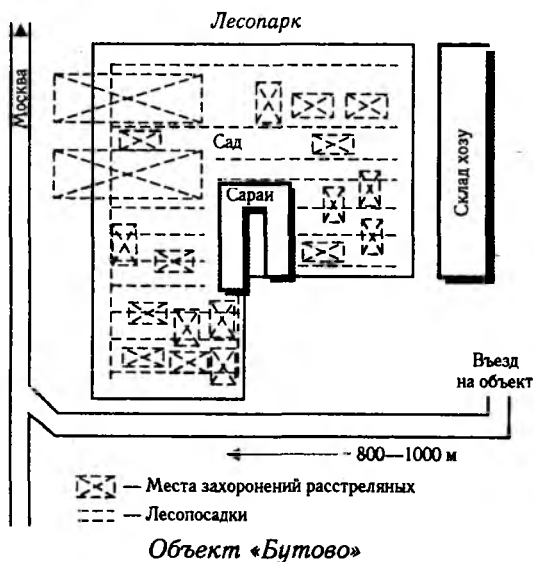 Лесопарк
Москва
Сад
Сараи
Склад хозу
Въезд
на объект
800—1000 м
— Места захоронений расстреляных
— Лесопосадки
Объект «Бутово»